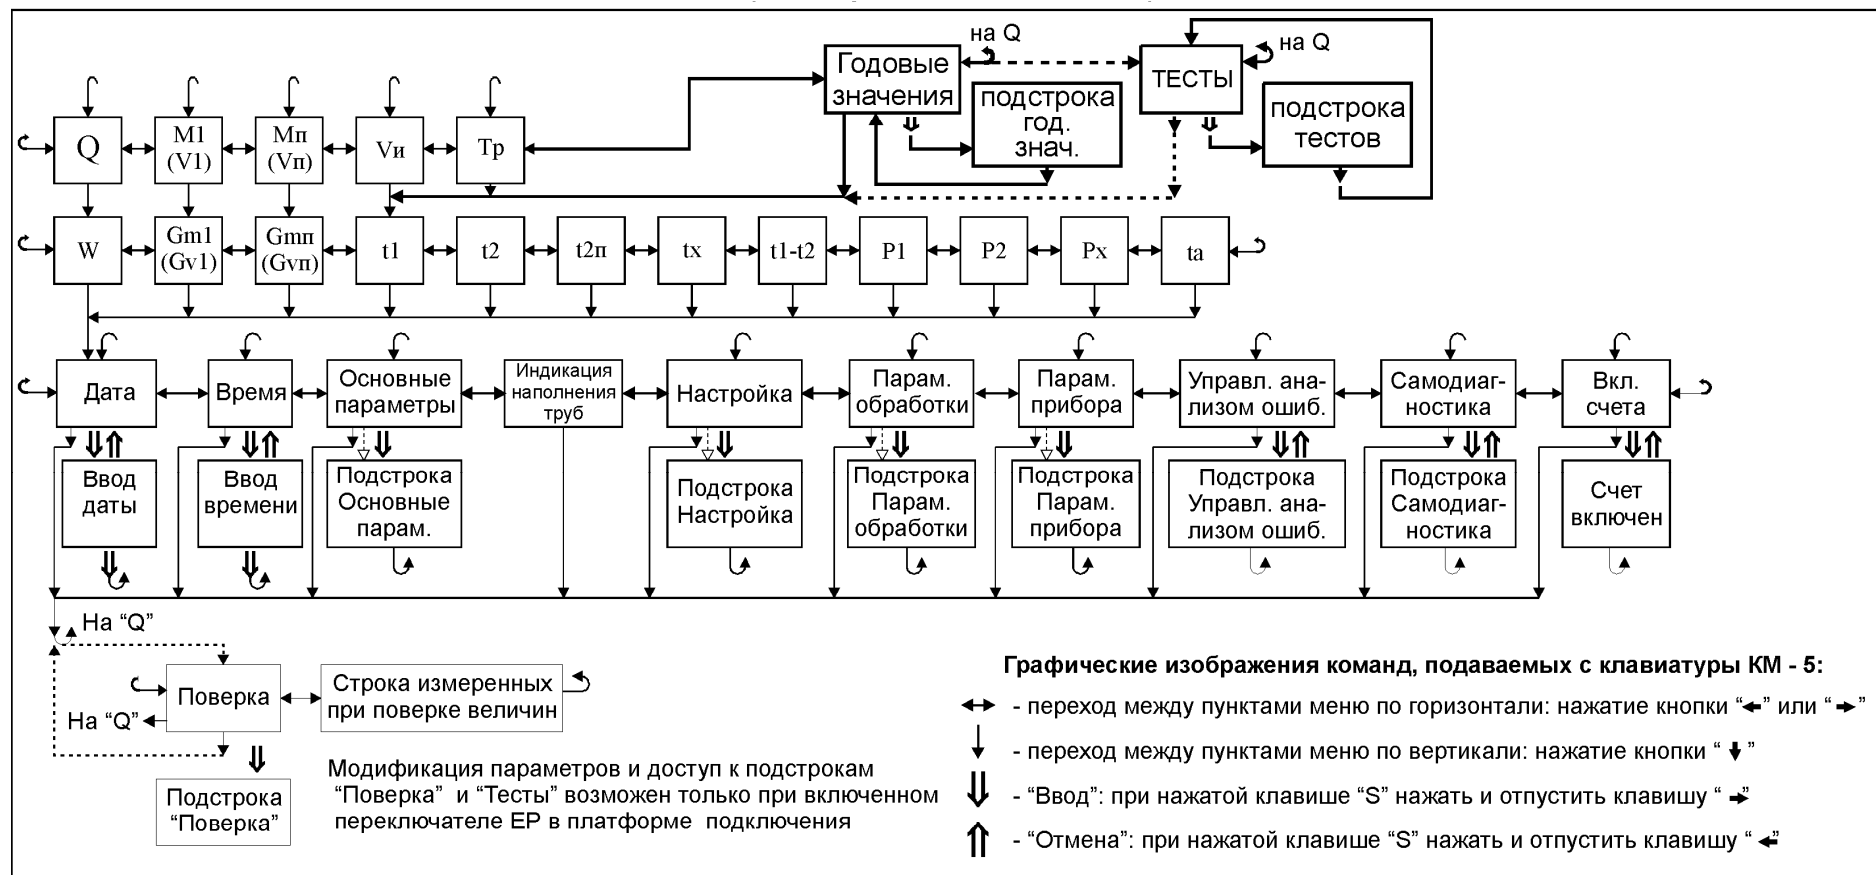 на Q
на Q
Годовые
значения
ТЕСТЫ
подстрока
год.
знач.
подстрока
тестов
Q
М1
(V1)
Мп
(Vп)
Vи
Тр
W
Gm1
(Gv1)
Gmп
(Gvп)
t1
t2
t2п
tx
t1-t2
P1
P2
Px
ta
Дата
Время
Основные
параметры
Индикация
наполнения
труб
Настройка
Парам.
обработки
Парам.
прибора
Управл. ана-
лизом ошиб.
Самодиаг-
ностика
Вкл.
счета
Ввод
даты
Ввод
времени
Подстрока
Основные
парам.
Подстрока
Настройка
Подстрока
Парам.
обработки
Подстрока
Парам.
прибора
Подстрока
Управл. ана-
лизом ошиб.
Подстрока
Самодиаг-
ностика
Счет
включен
На “Q”
Поверка
Строка измеренных
при поверке величин
На “Q”
Подстрока
“Поверка”
Модификация параметров и доступ к подстрокам
“Поверка” и “Тесты” возможен только при включенном
переключателе ЕР в платформе подключения
Графические изображения команд, подаваемых с клавиатуры КМ - 5:
- переход между пунктами меню по горизонтали: нажатие кнопки “←” или “→”
- переход между пунктами меню по вертикали: нажатие кнопки “↓”
- “Ввод”: при нажатой клавише “S” нажать и отпустить клавишу “→”
- “Отмена”: при нажатой клавише “S” нажать и отпустить клавишу “←”